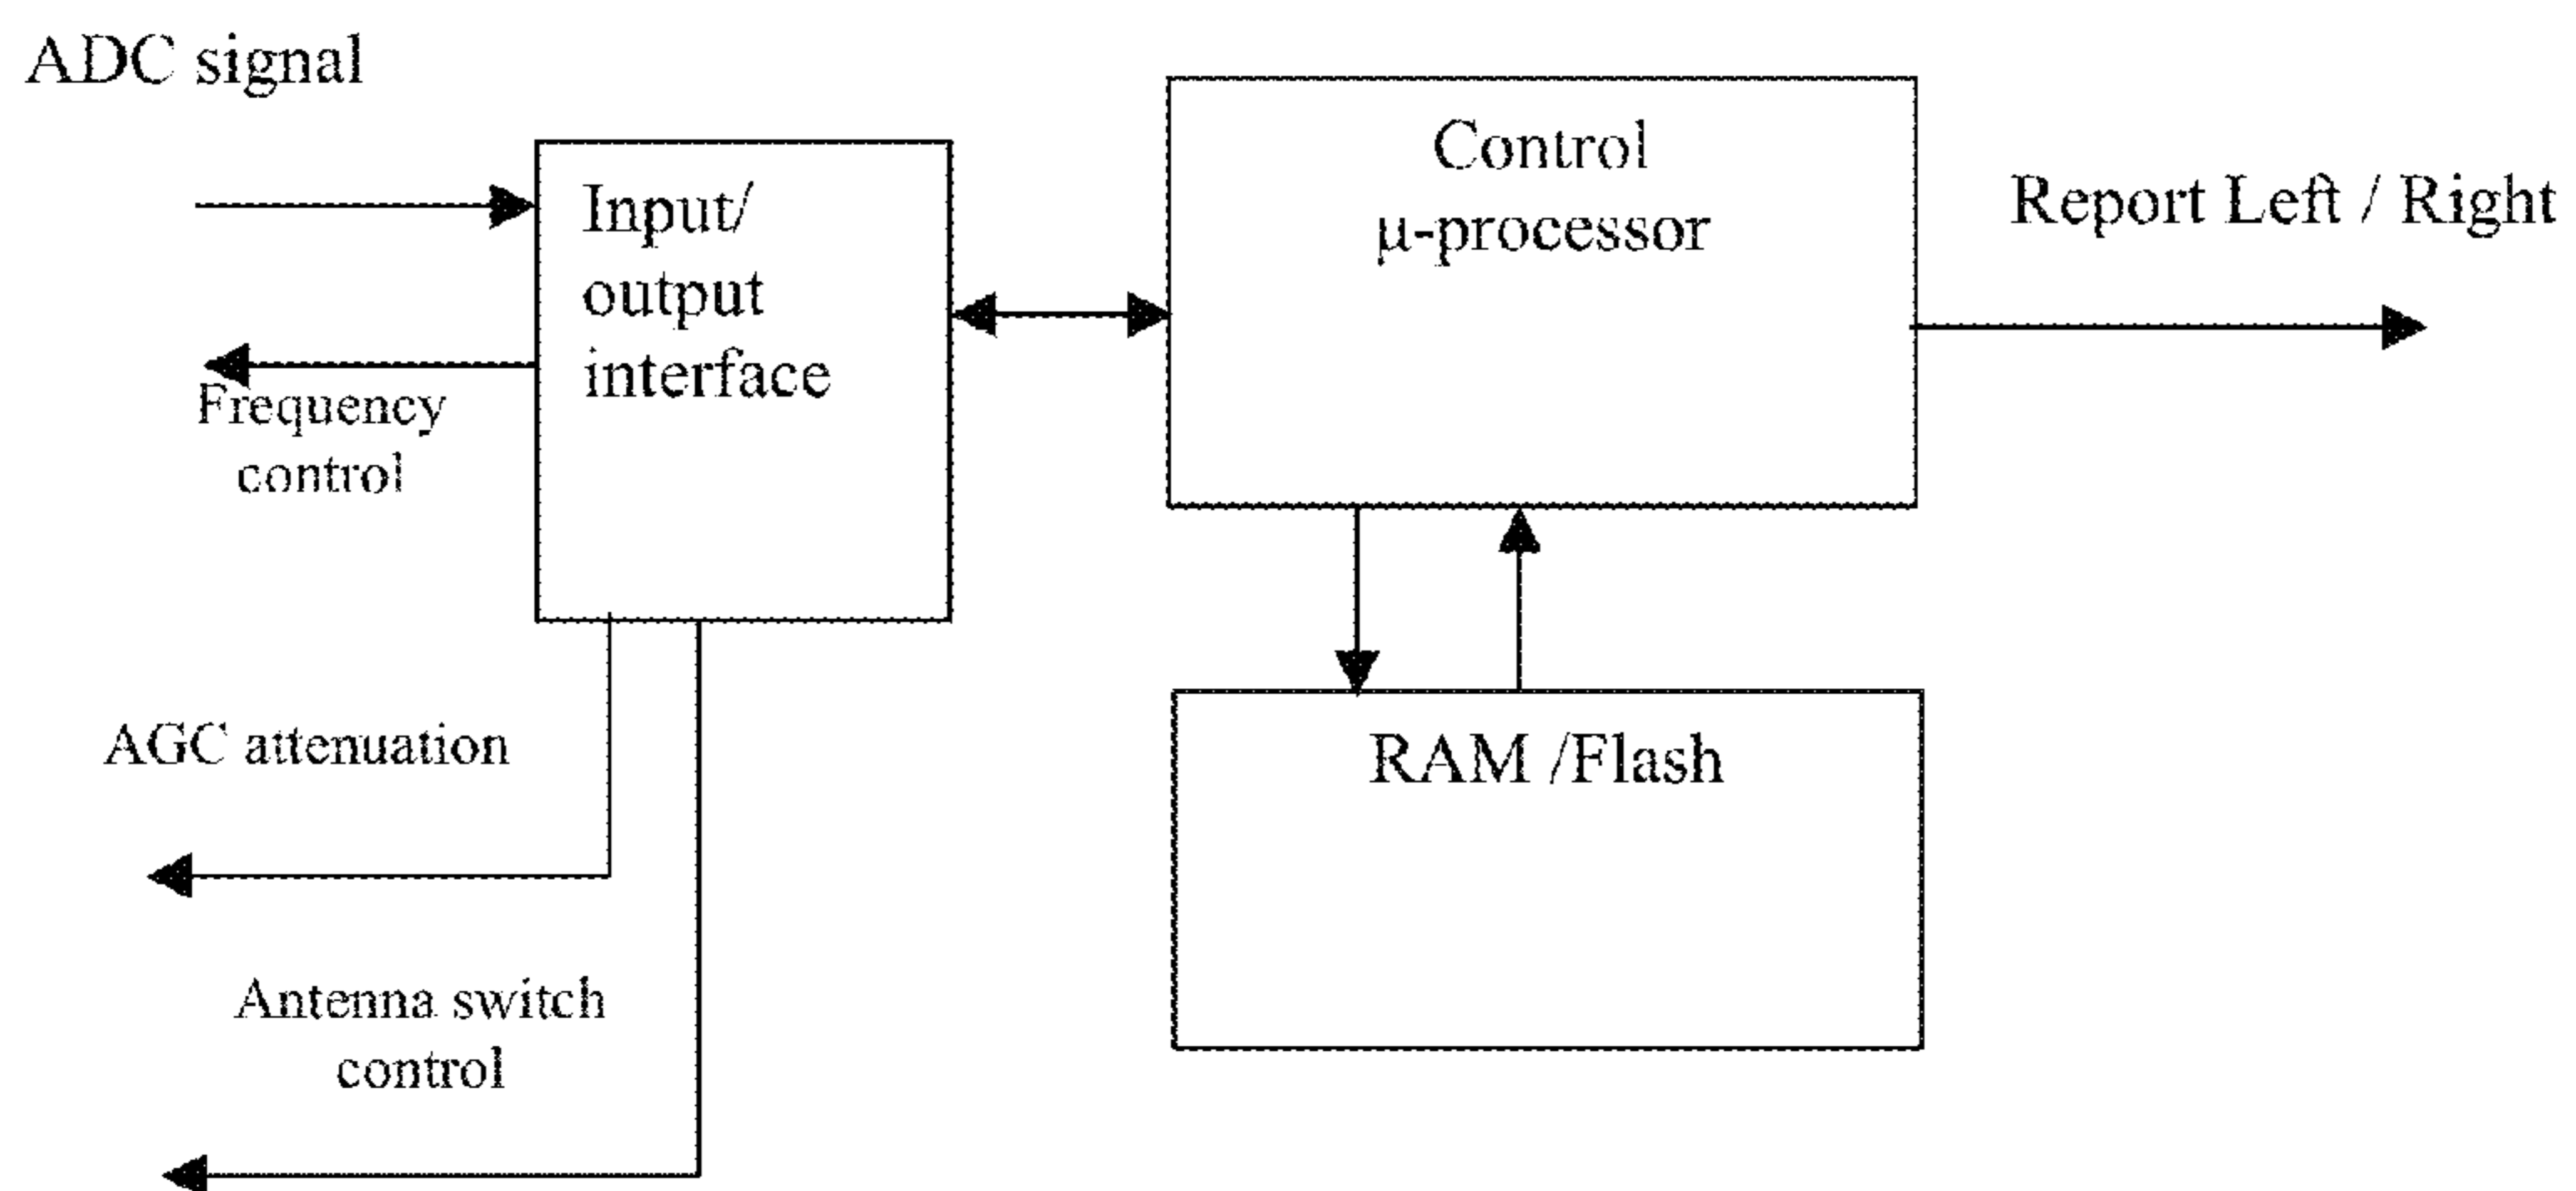 ADC signal
Input/
output
interface
Frequency
control
AGC attenuation
Antenna switch
control
Control
μ-processor
Report Left / Right
RAM /Flash